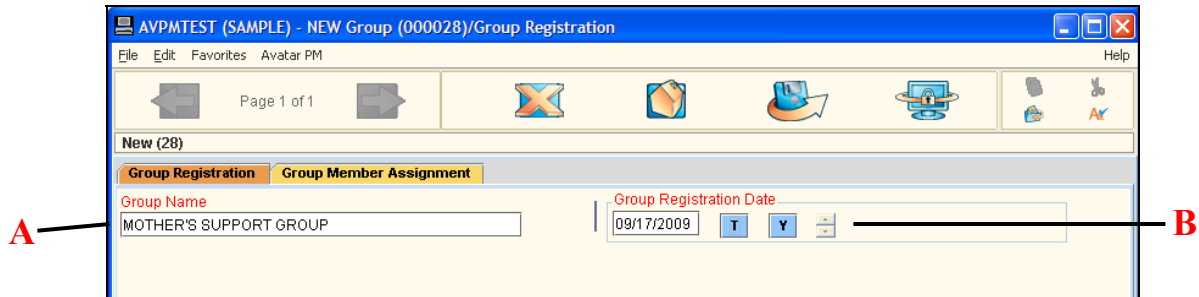 AVPMTEST (SAMPLE) - NEW Group (000028)/Group Registration
File Edit Favorites Avatar PM Help
Page 1 of 1
New (28)
Group Registration Group Member Assignment
Group Name Group Registration Date
A MOTHER'S SUPPORT GROUP 09/17/2009 T Y B